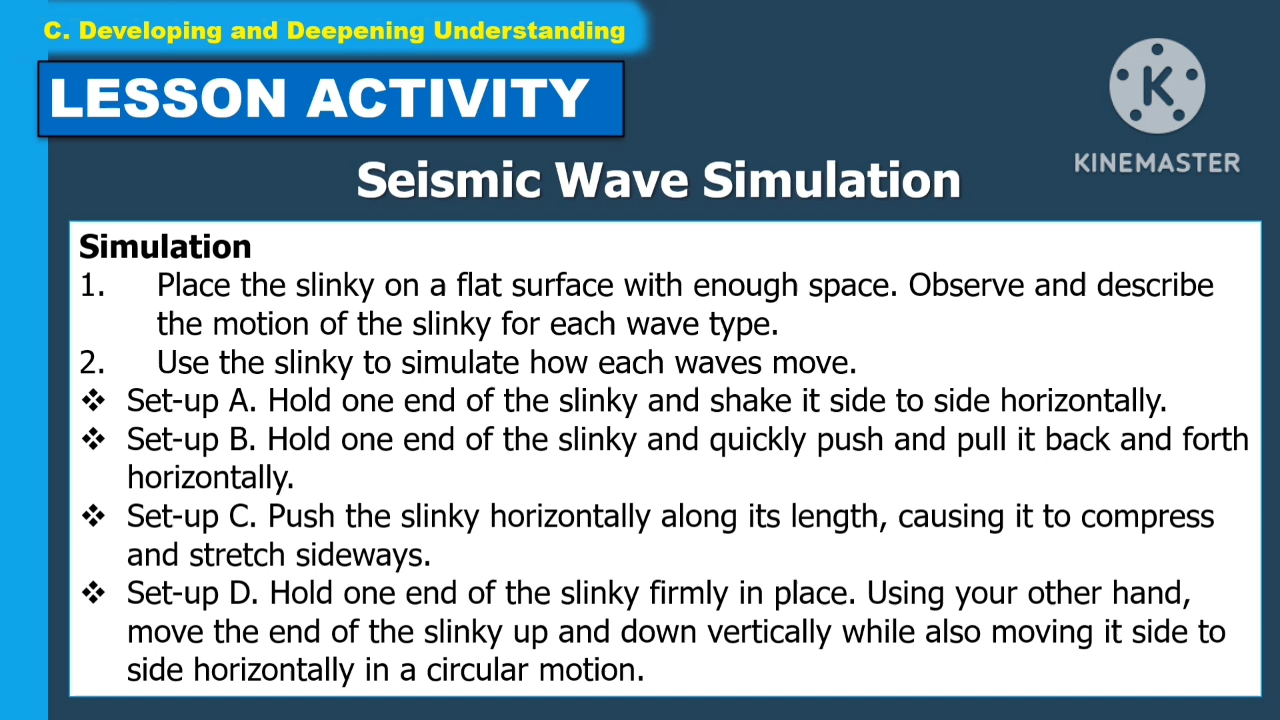 C. Developing and Deepening Understanding
LESSON ACTIVITY
K
KINEMASTER
Seismic Wave Simulation
Simulation
1. Place the slinky on a flat surface with enough space. Observe and describe
the motion of the slinky for each wave type.
2. Use the slinky to simulate how each waves move.
❖ Set-up A. Hold one end of the slinky and shake it side to side horizontally.
❖ Set-up B. Hold one end of the slinky and quickly push and pull it back and forth
horizontally.
❖ Set-up C. Push the slinky horizontally along its length, causing it to compress
and stretch sideways.
❖ Set-up D. Hold one end of the slinky firmly in place. Using your other hand,
move the end of the slinky up and down vertically while also moving it side to
side horizontally in a circular motion.